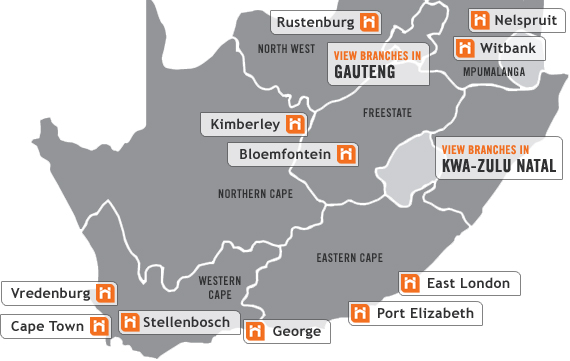 Rustenburg
Nelspruit
NORTH WEST
VIEW BRANCHES IN
GAUTENG
Witbank
MPUMALANGA
FREESTATE
Kimberley
Bloemfontein
VIEW BRANCHES IN
KWA-ZULU NATAL
NORTHERN CAPE
EASTERN CAPE
WESTERN
CAPE
East London
Vredenburg
Port Elizabeth
Cape Town
Stellenbosch
George